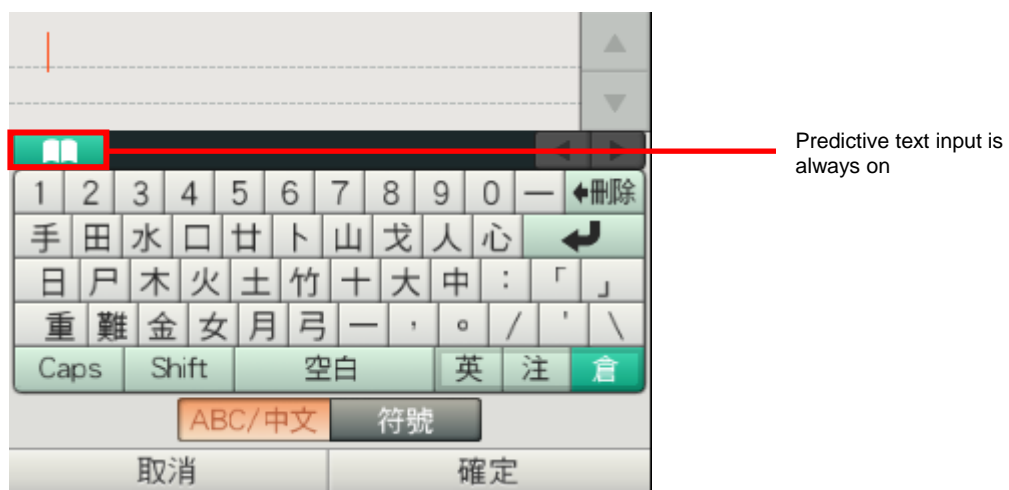 Predictive text input is
always on
1 2 3 4 5 6 7 8 9 0 — 刪除
手 田 水 口 廿 卜 山 戈 人 心
日 尸 木 火 土 竹 十 大 中 : 「 」
重 難 金 女 月 弓 一 , 。 / ' \
Caps Shift 空白 英 注 倉
ABC/中文 符號
取消 確定